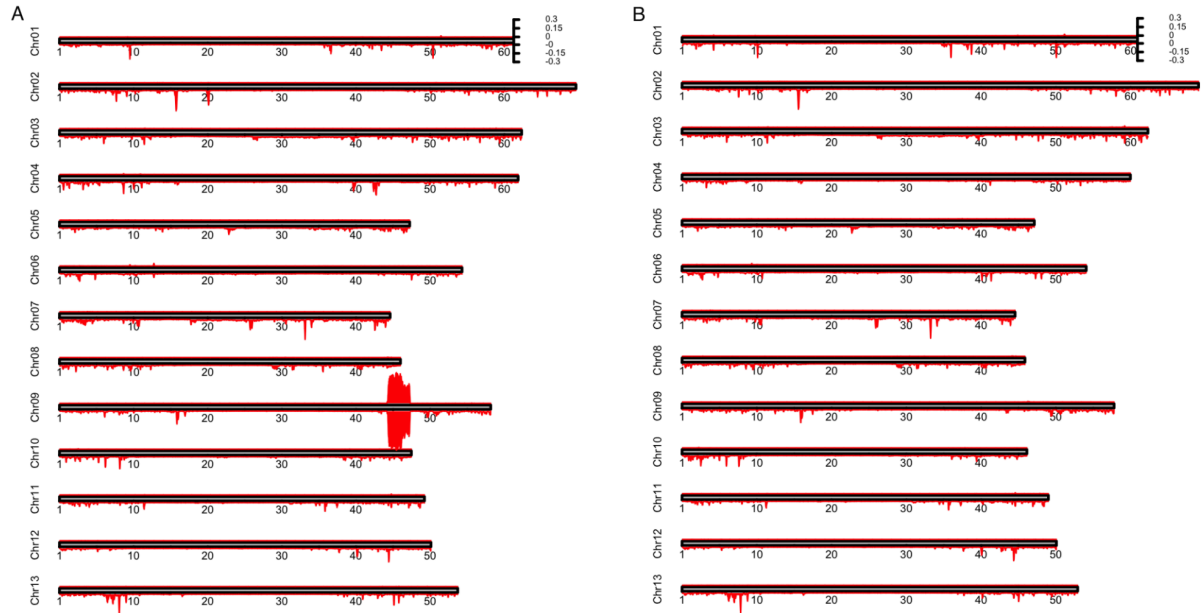 A
Chr01
0.3
0.15
0
-0
-0.15
-0.3
1 10 20 30 40 50 60
Chr02
1 10 20 30 40 50 60
Chr03
1 10 20 30 40 50 60
Chr04
1 10 20 30 40 50 60
Chr05
1 10 20 30 40
Chr06
1 10 20 30 40 50
Chr07
1 10 20 30 40
Chr08
1 10 20 30 40
Chr09
1 10 20 30 40 50
Chr10
1 10 20 30 40
Chr11
1 10 20 30 40
Chr12
1 10 20 30 40 50
Chr13
1 10 20 30 40 50
B
Chr01
0.3
0.15
0
-0
-0.15
-0.3
1 10 20 30 40 50 60
Chr02
1 10 20 30 40 50 60
Chr03
1 10 20 30 40 50 60
Chr04
1 10 20 30 40 50
Chr05
1 10 20 30 40
Chr06
1 10 20 30 40 50
Chr07
1 10 20 30 40
Chr08
1 10 20 30 40
Chr09
1 10 20 30 40 50
Chr10
1 10 20 30 40
Chr11
1 10 20 30 40
Chr12
1 10 20 30 40 50
Chr13
1 10 20 30 40 50